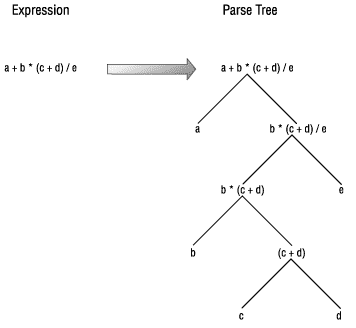 Expression Parse Tree
a + b * (c + d) / e a + b * (c + d) / e
a b * (c + d) / e
b * (c + d) e
b (c + d)
c d